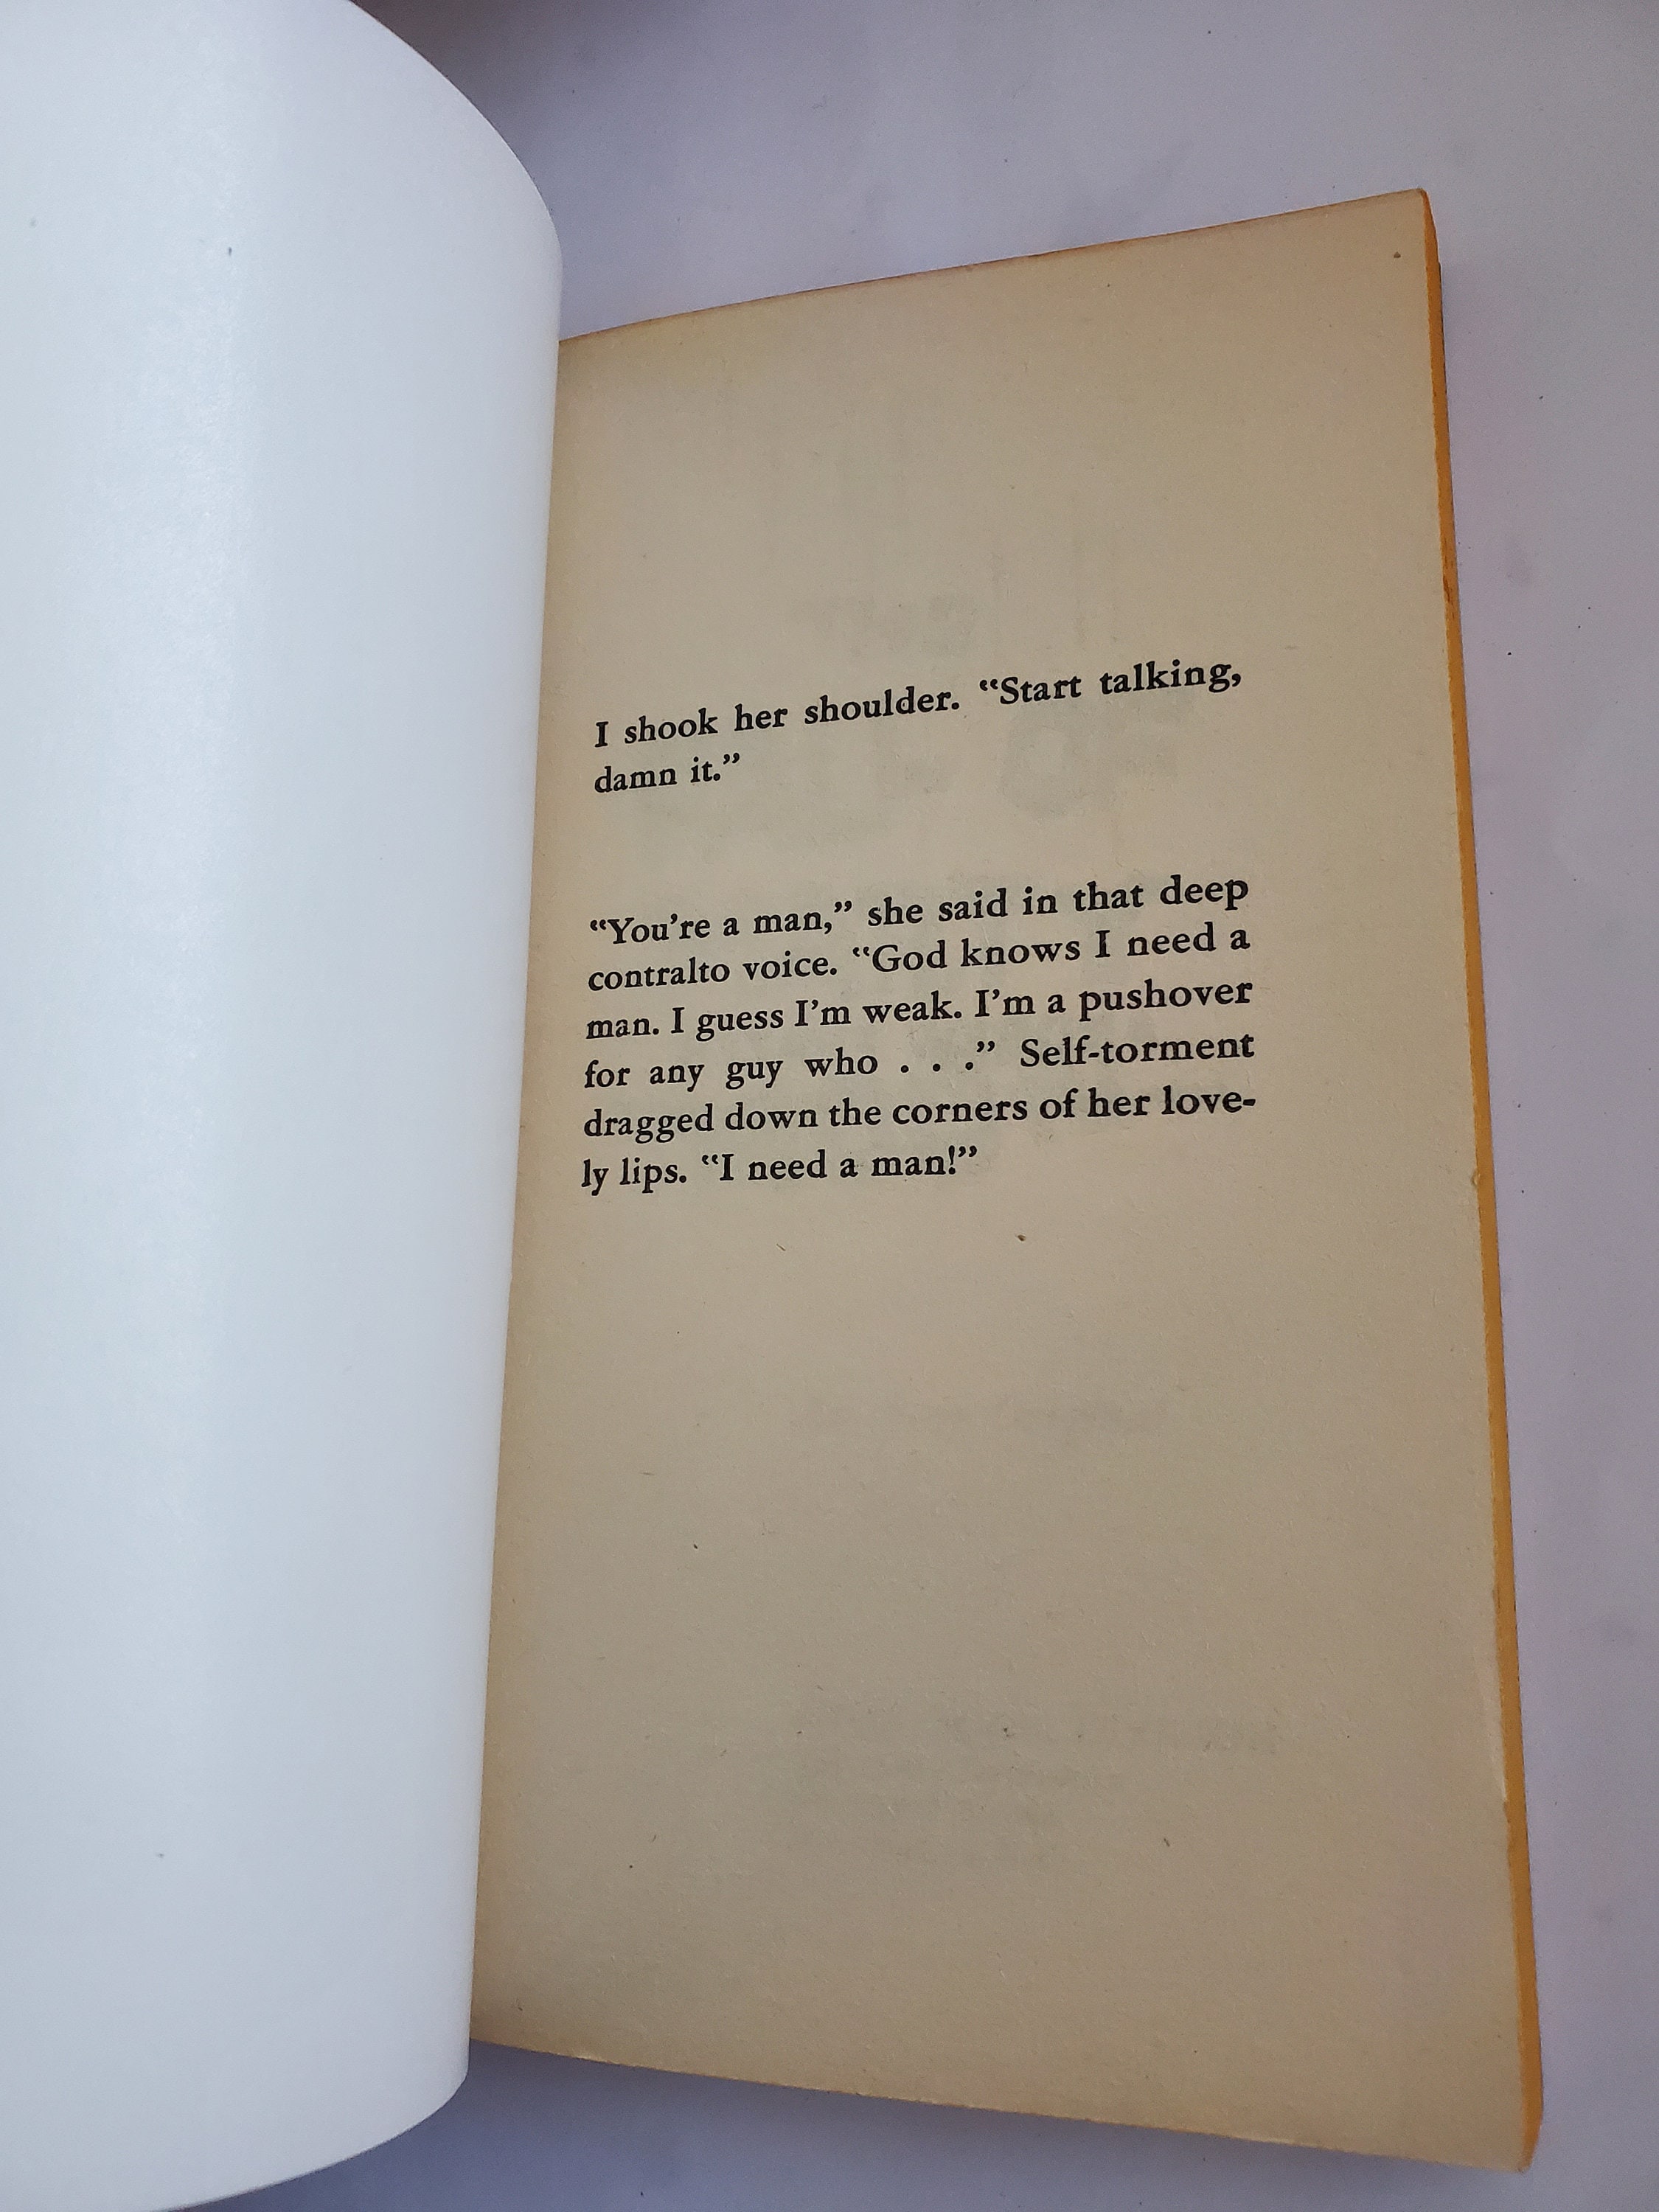 I shook her shoulder. “Start talking,
damn it.”
“You’re a man,” she said in that deep
contralto voice. “God knows I need a
man. I guess I’m weak. I’m a pushover
for any guy who . . .” Self-torment
dragged down the corners of her love-
ly lips. “I need a man!”